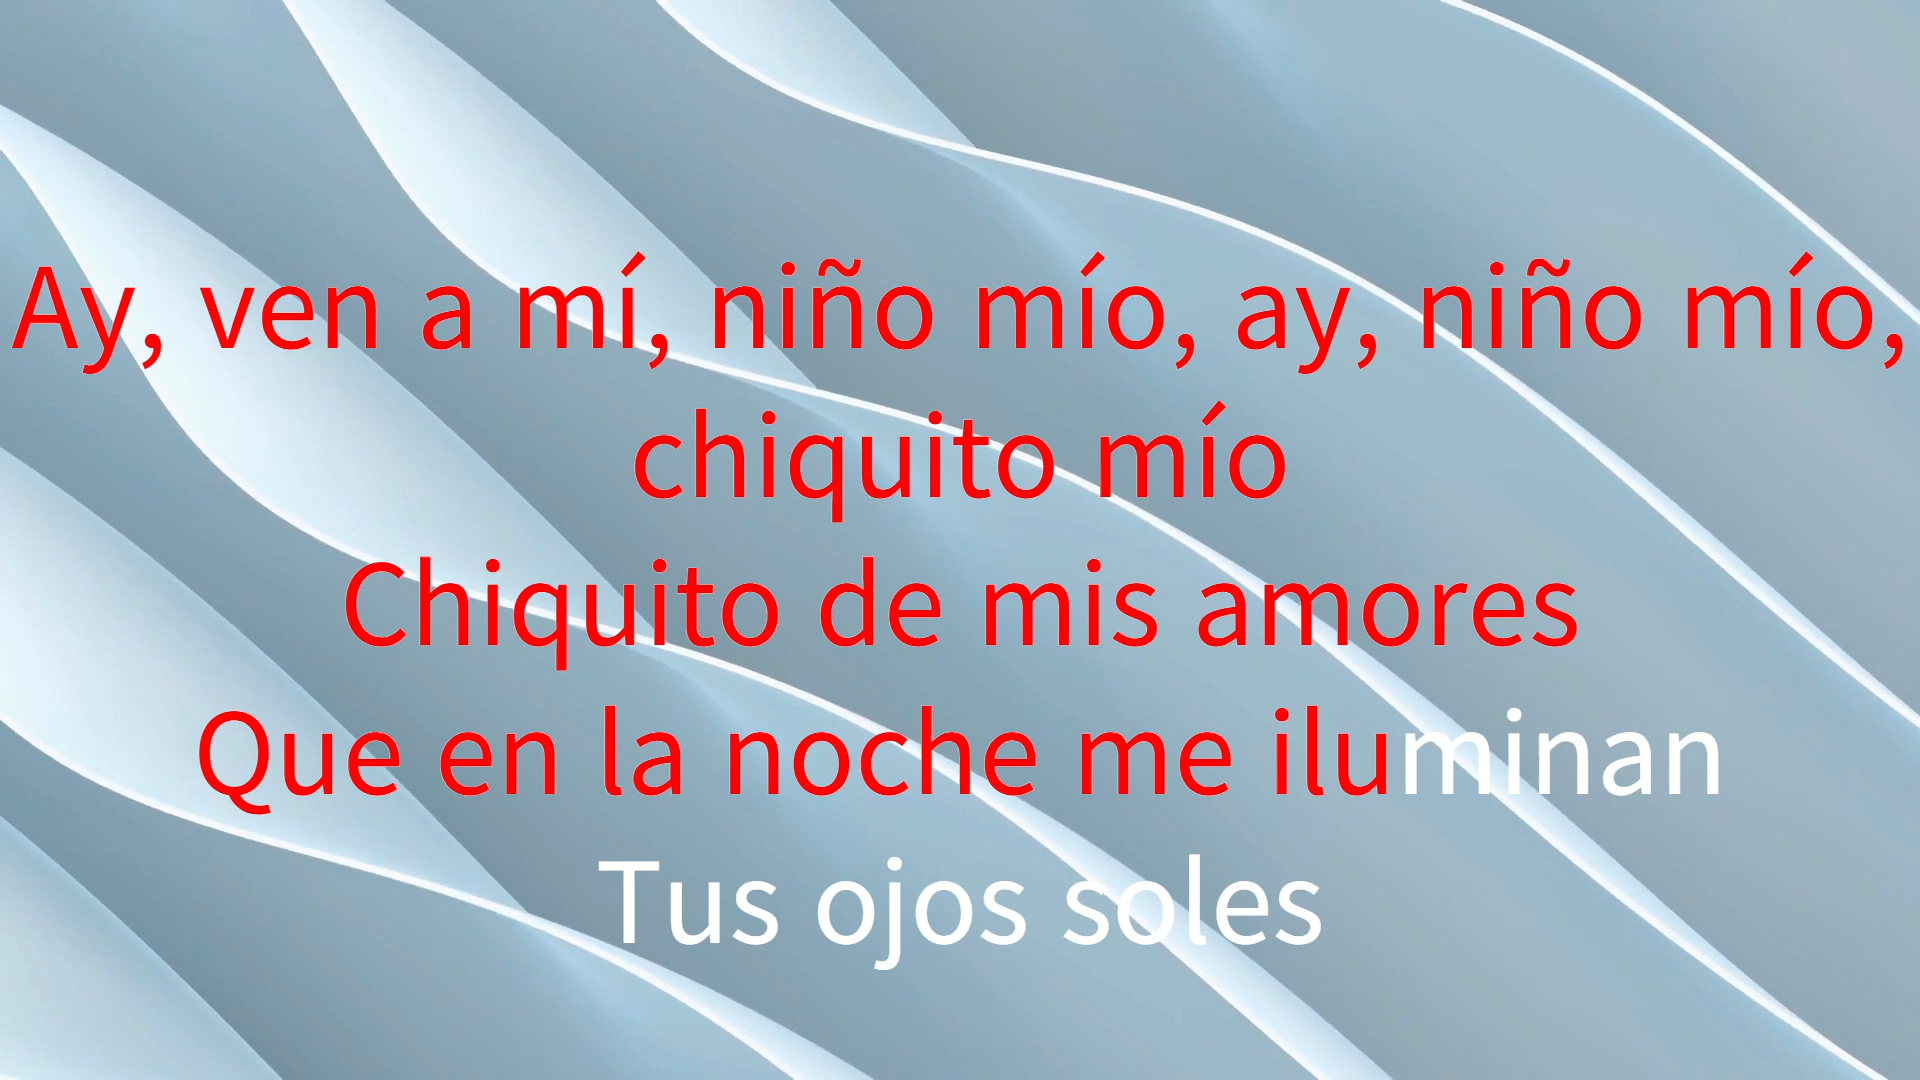 Ay, ven a mí, niño mío, ay, niño mío,
chiquito mío
Chiquito de mis amores
Que en la noche me iluminan
Tus ojos soles